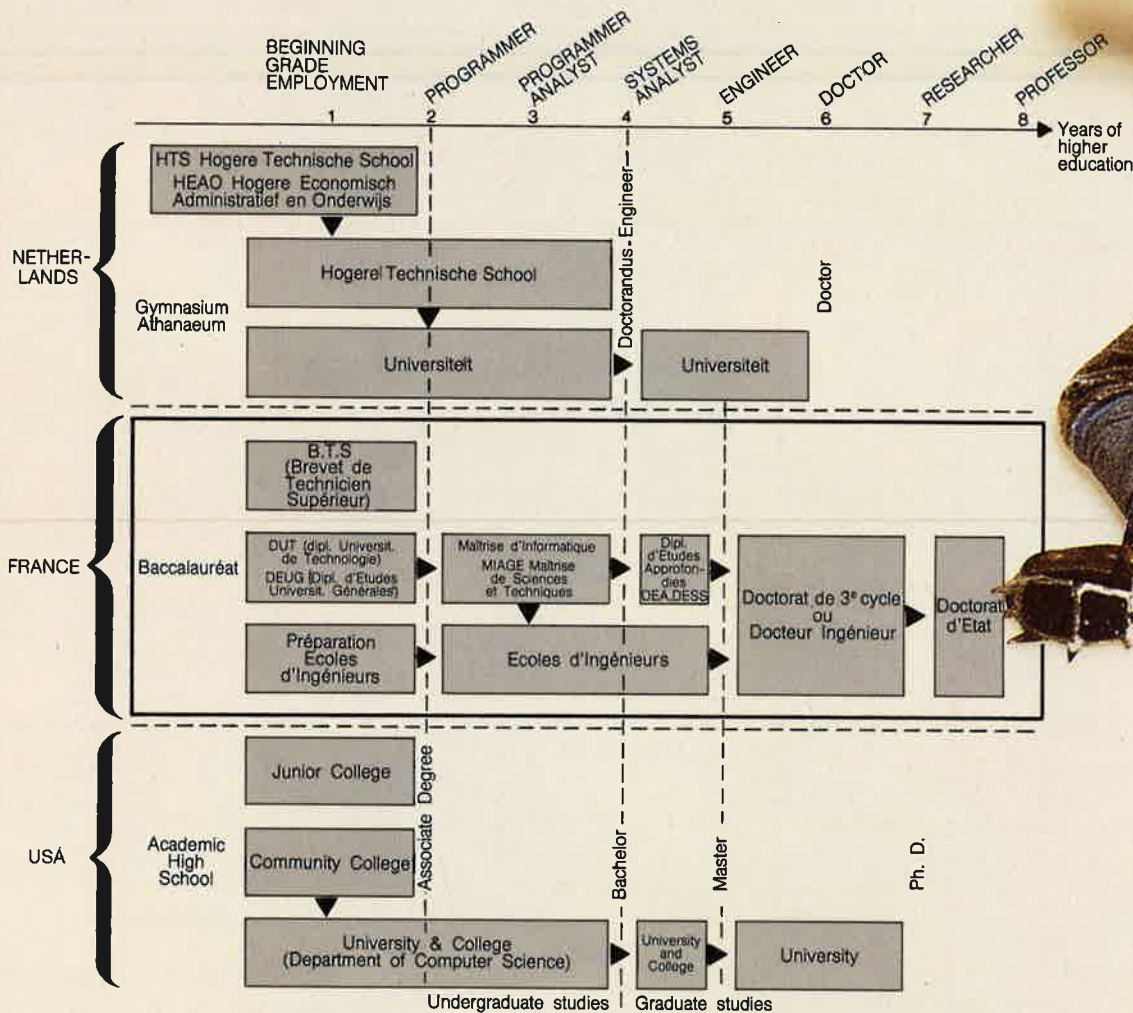 BEGINNING
GRADE
EMPLOYMENT
PROGRAMMER
PROGRAMMER
ANALYST
SYSTEMS
ANALYST
ENGINEER
DOCTOR
RESEARCHER
PROFESSOR
1 2 3 4 5 6 7 8
Years of
higher
education
NETHER-
LANDS
Gymnasium
Athanaeum
HTS Hogere Technische School
HEAO Hogere Economisch
Administratief en Onderwijs
Hogerel Technische School
Universiteit
Doctorandus - Engineer
Universiteit
Doctor
FRANCE
Baccalauréat
B.T.S
(Brevet de
Technicien
Supérieur)
DUT (dipl. Universit.
de Technologie)
DEUG (Dipl. d'Etudes
Universit. Générales)
Maîtrise d'Informatique
MIAGE Maîtrise
de Sciences
et Techniques
Dipl.
d'Etudes
Approfon-
dies
DEA.DESS
Préparation
Ecoles
d'Ingénieurs
Ecoles d'Ingénieurs
Doctorat de 3e cycle
ou
Docteur Ingénieur
Doctorat
d'Etat
USA
Academic
High
School
Junior College
Community College
Associate Degree
University & College
(Department of Computer Science)
Bachelor
University
and
College
Master
University
Ph. D.
Undergraduate studies
Graduate studies